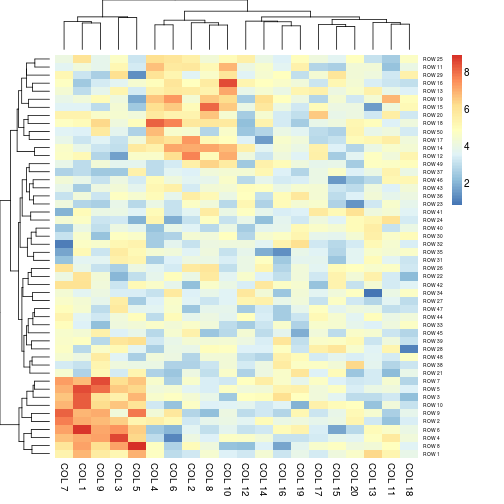 ROW 25
ROW 11
ROW 29
ROW 16
ROW 13
ROW 19
ROW 15
ROW 20
ROW 18
ROW 50
ROW 17
ROW 14
ROW 12
ROW 49
ROW 37
ROW 46
ROW 43
ROW 36
ROW 23
ROW 41
ROW 24
ROW 40
ROW 30
ROW 32
ROW 35
ROW 31
ROW 26
ROW 22
ROW 42
ROW 34
ROW 27
ROW 47
ROW 44
ROW 33
ROW 45
ROW 39
ROW 28
ROW 48
ROW 38
ROW 21
ROW 7
ROW 5
ROW 3
ROW 10
ROW 9
ROW 2
ROW 6
ROW 4
ROW 8
ROW 1
8
6
4
2
COL 7
COL 1
COL 9
COL 3
COL 5
COL 4
COL 6
COL 2
COL 8
COL 10
COL 12
COL 14
COL 16
COL 19
COL 17
COL 15
COL 20
COL 13
COL 11
COL 18